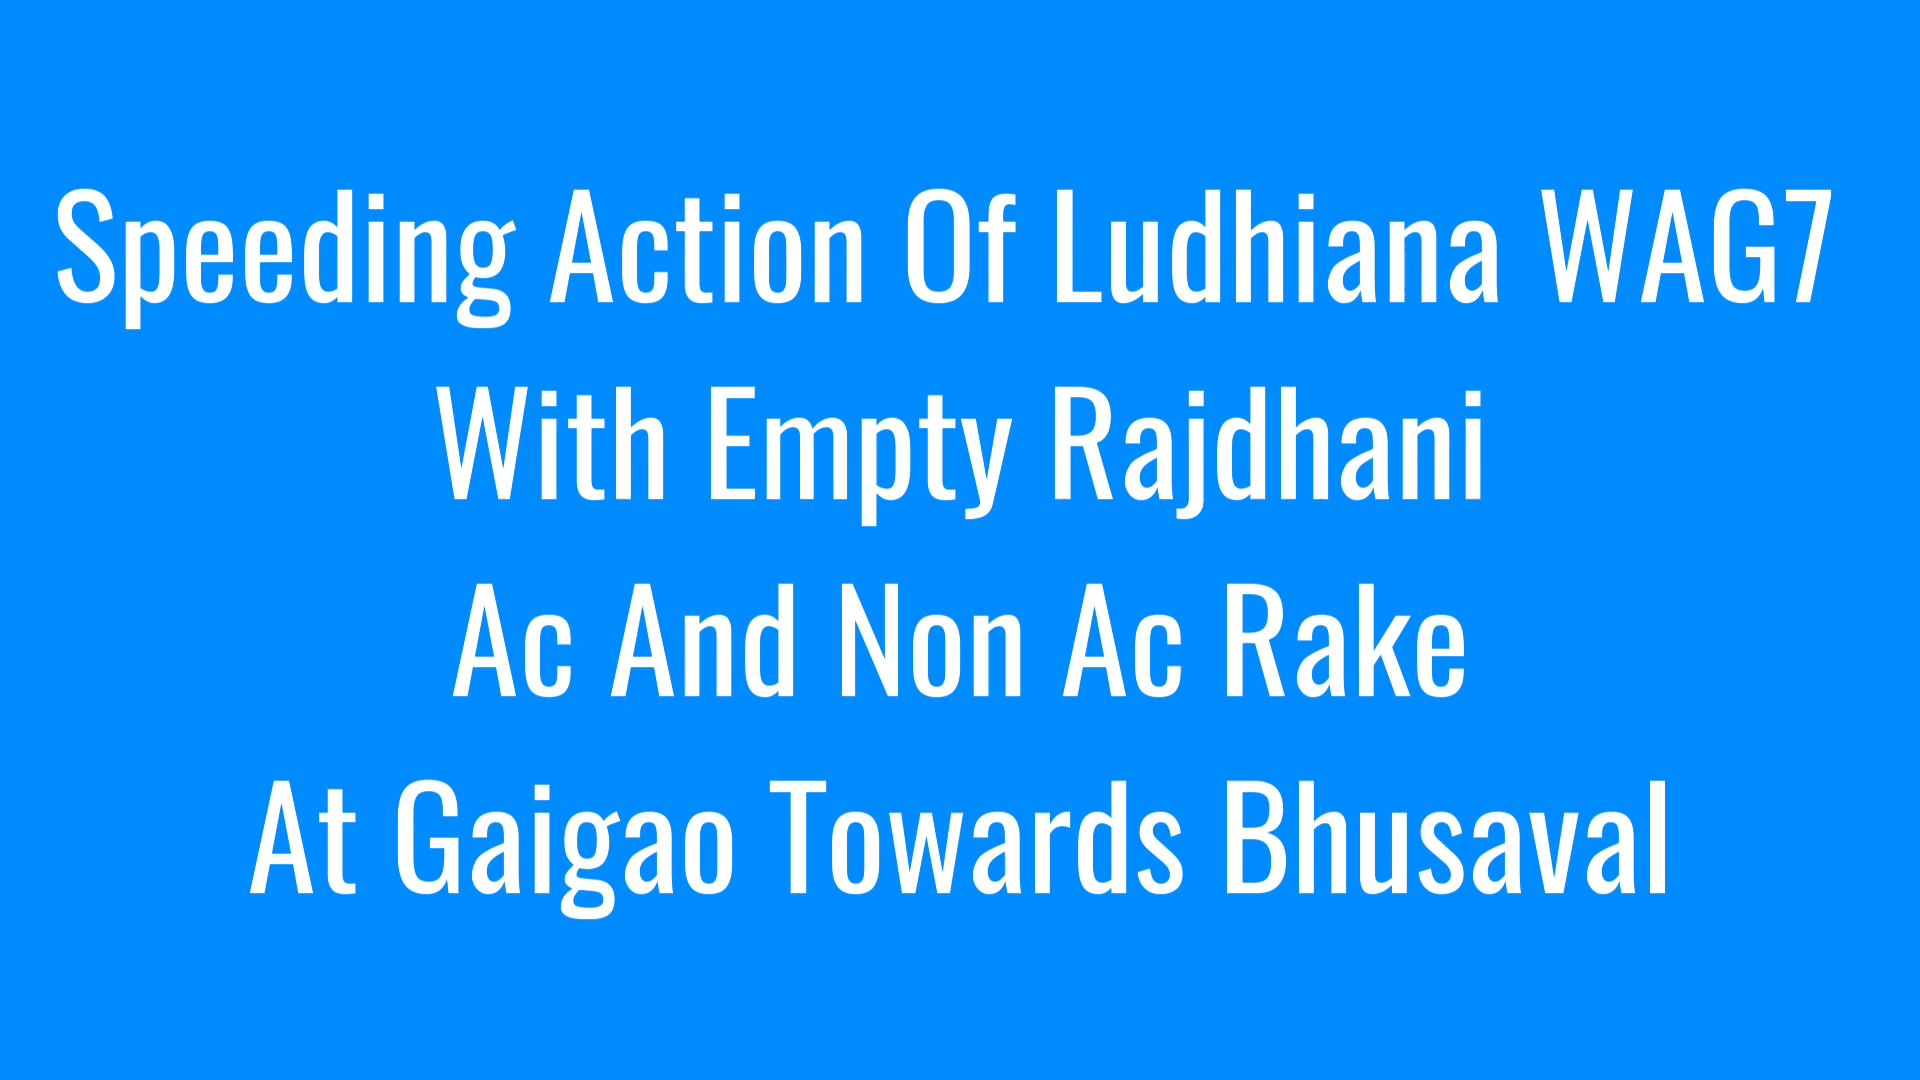 Speeding Action Of Ludhiana WAG7
With Empty Rajdhani
Ac And Non Ac Rake
At Gaigao Towards Bhusaval